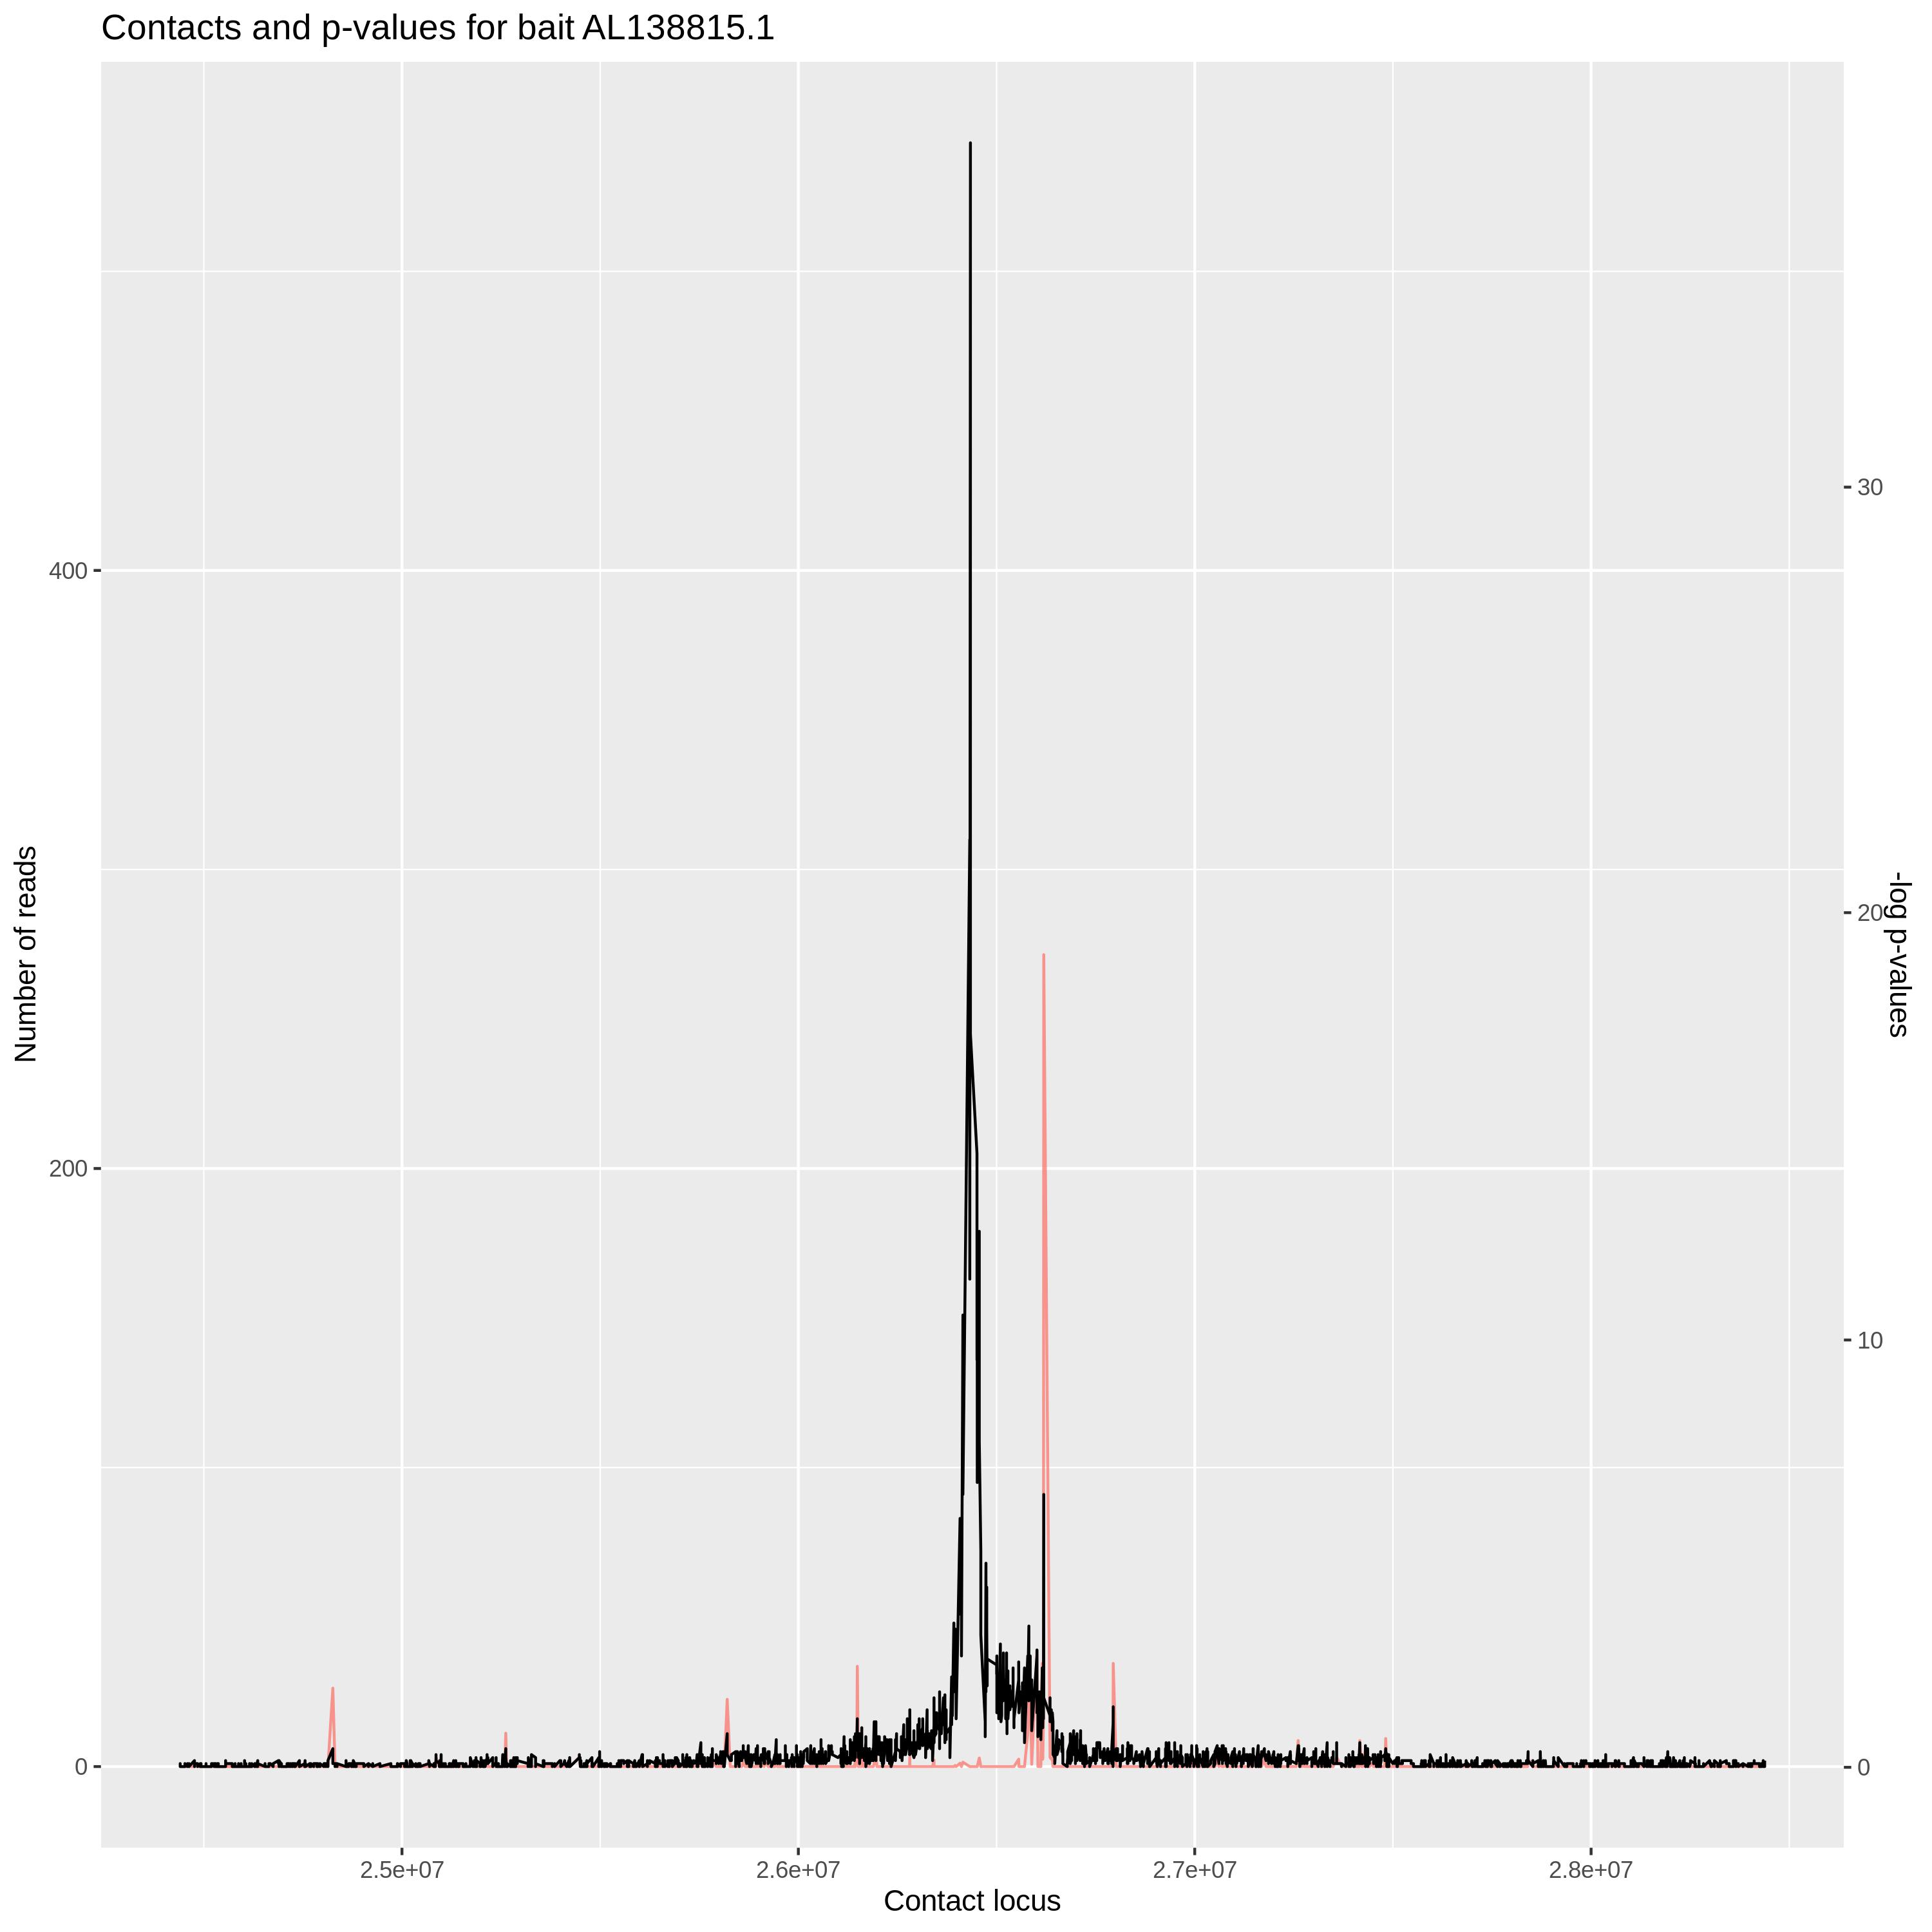 Contacts and p-values for bait AL138815.1
400
200
0
Number of reads
30
20
10
0
-log p-values
2.5e+07
2.6e+07
2.7e+07
2.8e+07
Contact locus